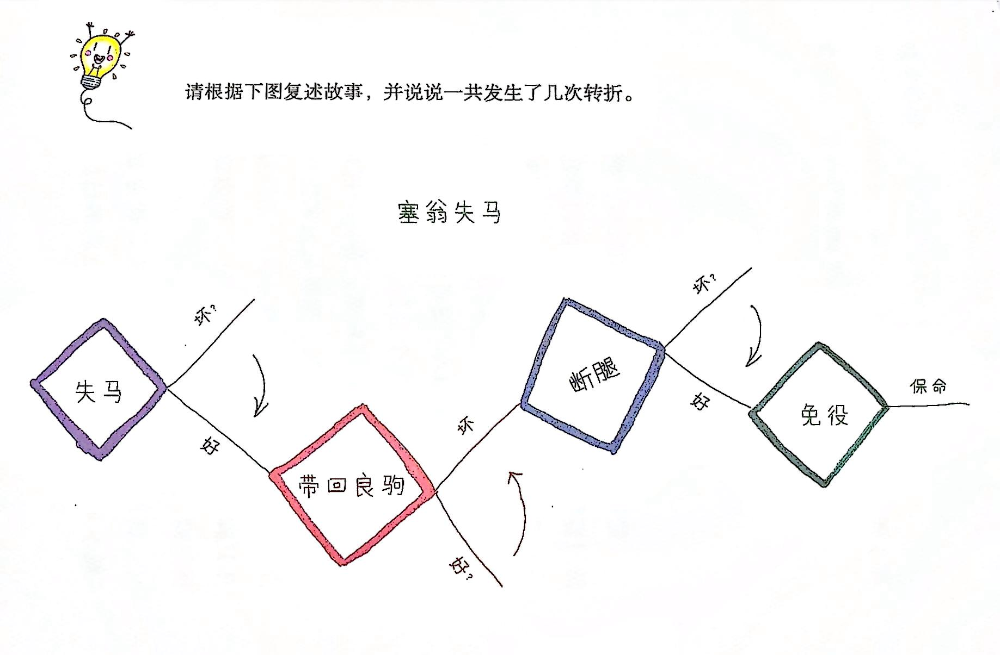 请根据下图复述故事，并说说一共发生了几次转折。
塞翁失马
失马
坏？
好
带回良驹
坏
好？
断腿
坏？
好
免役
保命